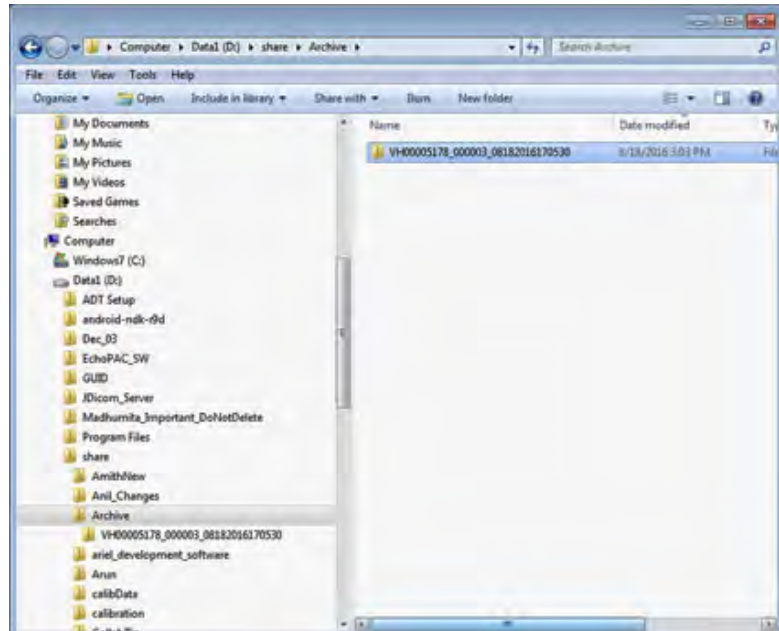 Computer ▸ Data1 (D:) ▸ share ▸ Archive ▸ Search Archive
File Edit View Tools Help
Organize Open Include in library Share with Burn New folder
My Documents
My Music
My Pictures
My Videos
Saved Games
Searches
Computer
Windows7 (C:)
Data1 (D:)
ADT Setup
android-ndk-r9d
Dec_03
EchoPAC_SW
GUID
JDicom_Server
Madhumita_Important_DoNotDelete
Program Files
share
AmithNew
Anil_Changes
Archive
VH00005178_000003_08182016170530
ariel_development_software
Arun
calibData
calibration
Name Date modified Ty
VH00005178_000003_08182016170530 8/18/2016 3:03 PM File